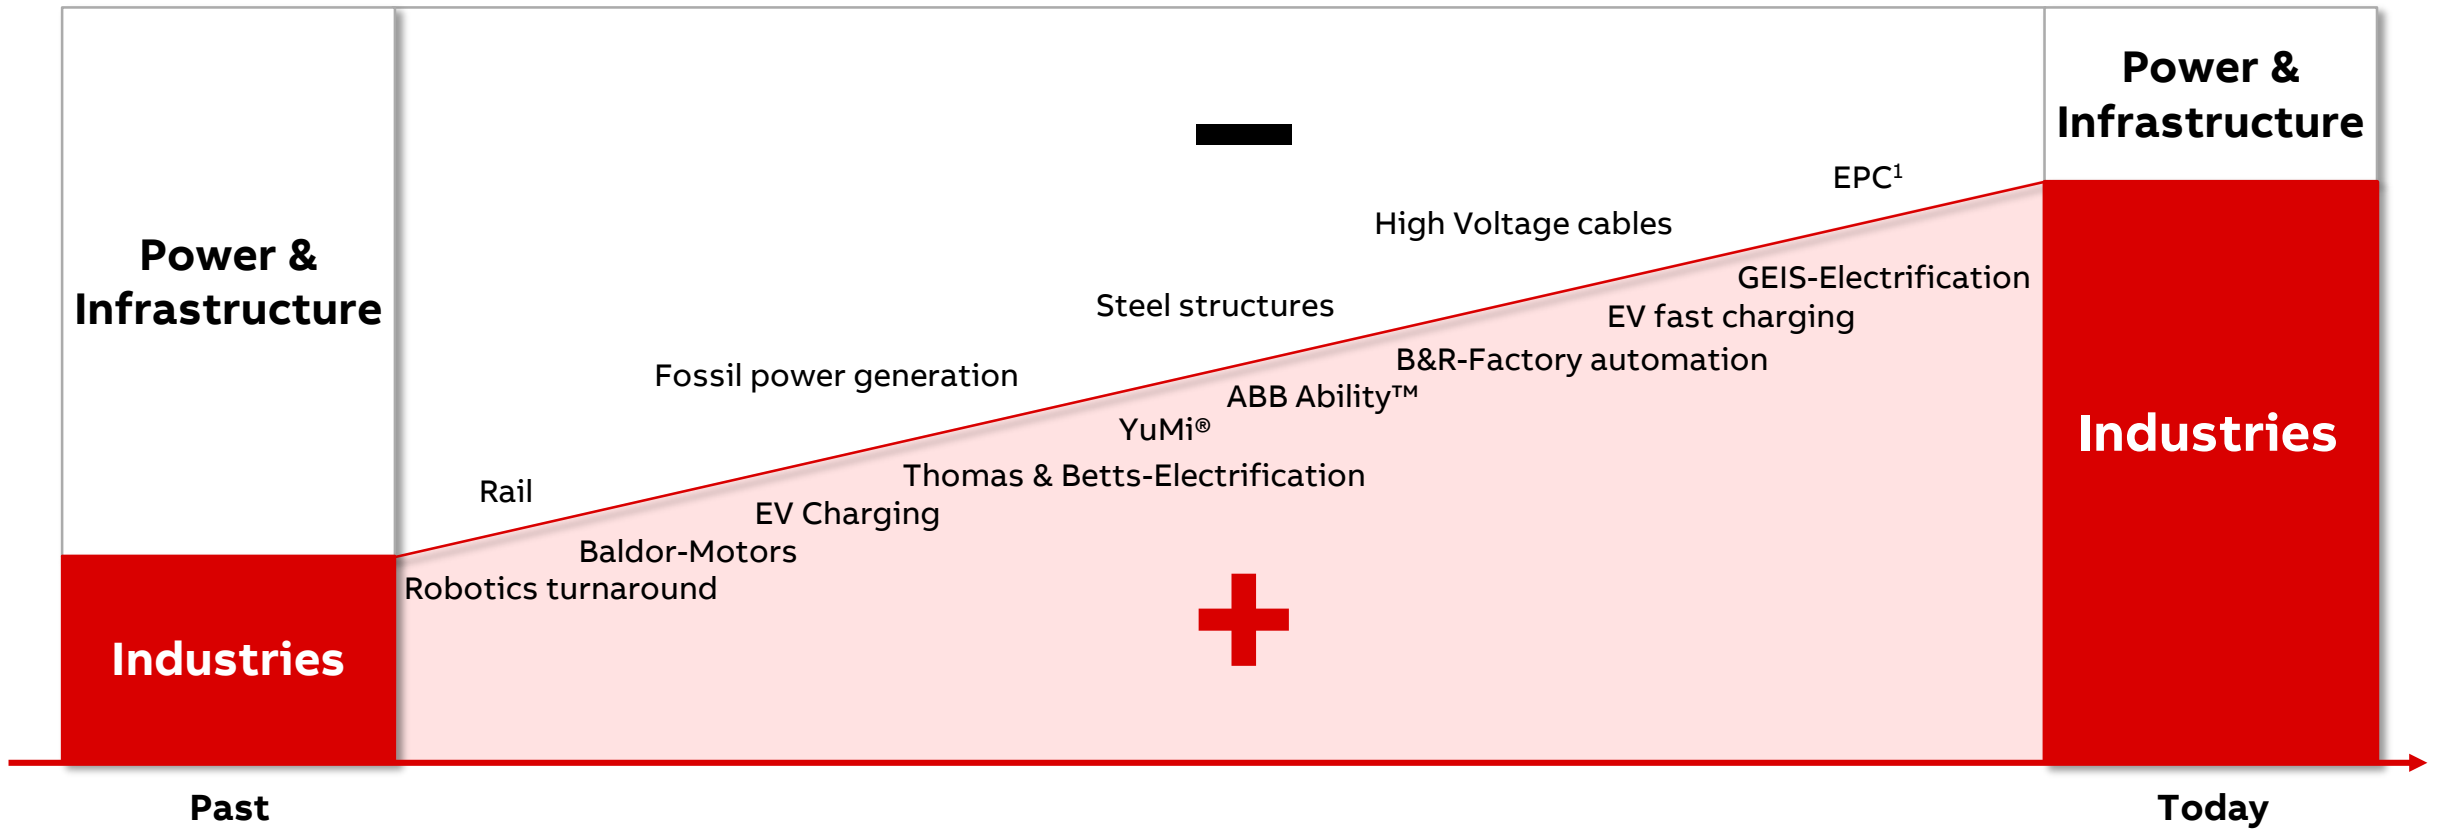 Power &
Infrastructure
Industries
Past
−
EPC¹
High Voltage cables
Steel structures
Fossil power generation
Rail
GEIS-Electrification
EV fast charging
B&R-Factory automation
ABB Ability™
YuMi®
Thomas & Betts-Electrification
EV Charging
Baldor-Motors
Robotics turnaround
+
Power &
Infrastructure
Industries
Today